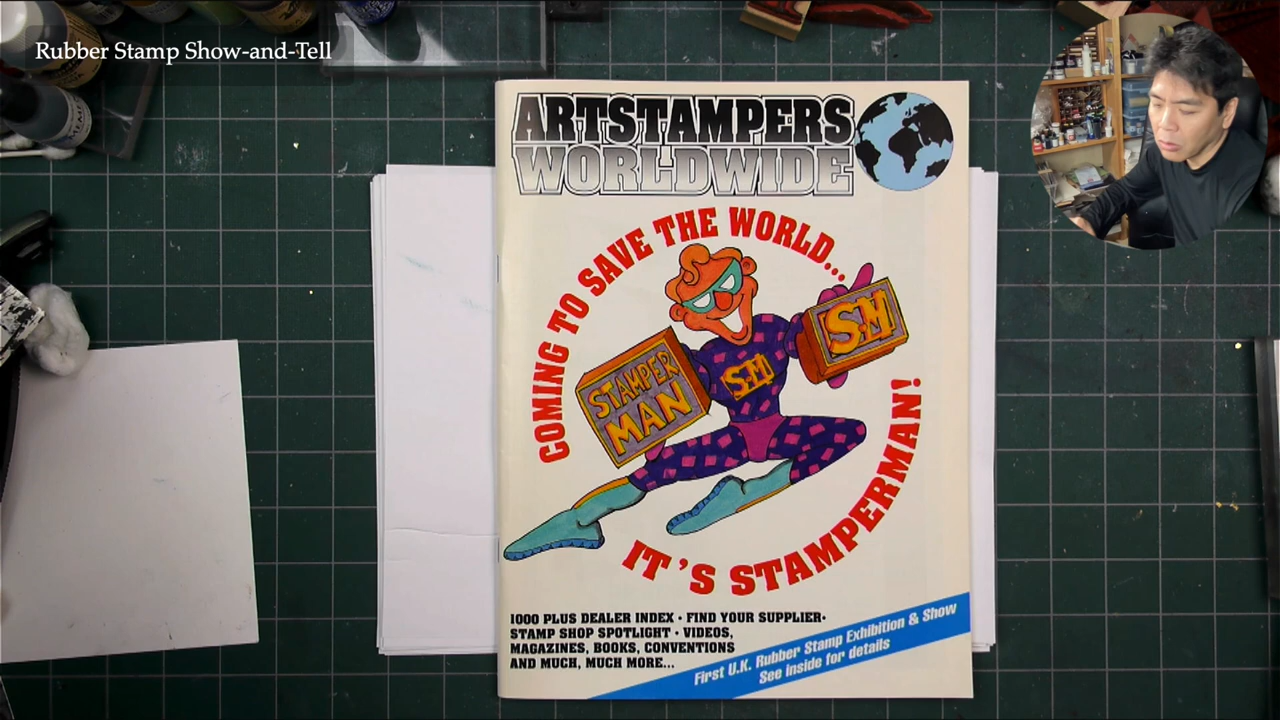 Rubber Stamp Show-and-Tell
ARTSTAMPERS
WORLDWIDE
COMING TO SAVE THE WORLD...
STAMPER
MAN
S.M
S.M
IT'S STAMPERMAN!
1000 PLUS DEALER INDEX · FIND YOUR SUPPLIER·
STAMP SHOP SPOTLIGHT · VIDEOS,
MAGAZINES, BOOKS, CONVENTIONS
AND MUCH, MUCH MORE...
First U.K. Rubber Stamp Exhibition & Show
See inside for details